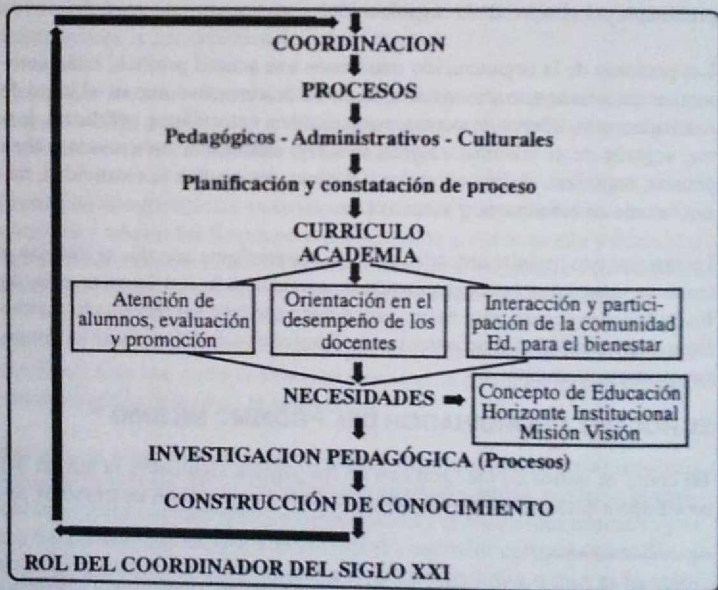 COORDINACION
PROCESOS
Pedagógicos - Administrativos - Culturales
Planificación y constatación de proceso
CURRICULO
ACADEMIA
Atención de
alumnos, evaluación
y promoción
Orientación en el
desempeño de los
docentes
Interacción y partici-
pación de la comunidad
Ed. para el bienestar
NECESIDADES
Concepto de Educación
Horizonte Institucional
Misión Visión
INVESTIGACION PEDAGÓGICA (Procesos)
CONSTRUCCIÓN DE CONOCIMIENTO
ROL DEL COORDINADOR DEL SIGLO XXI